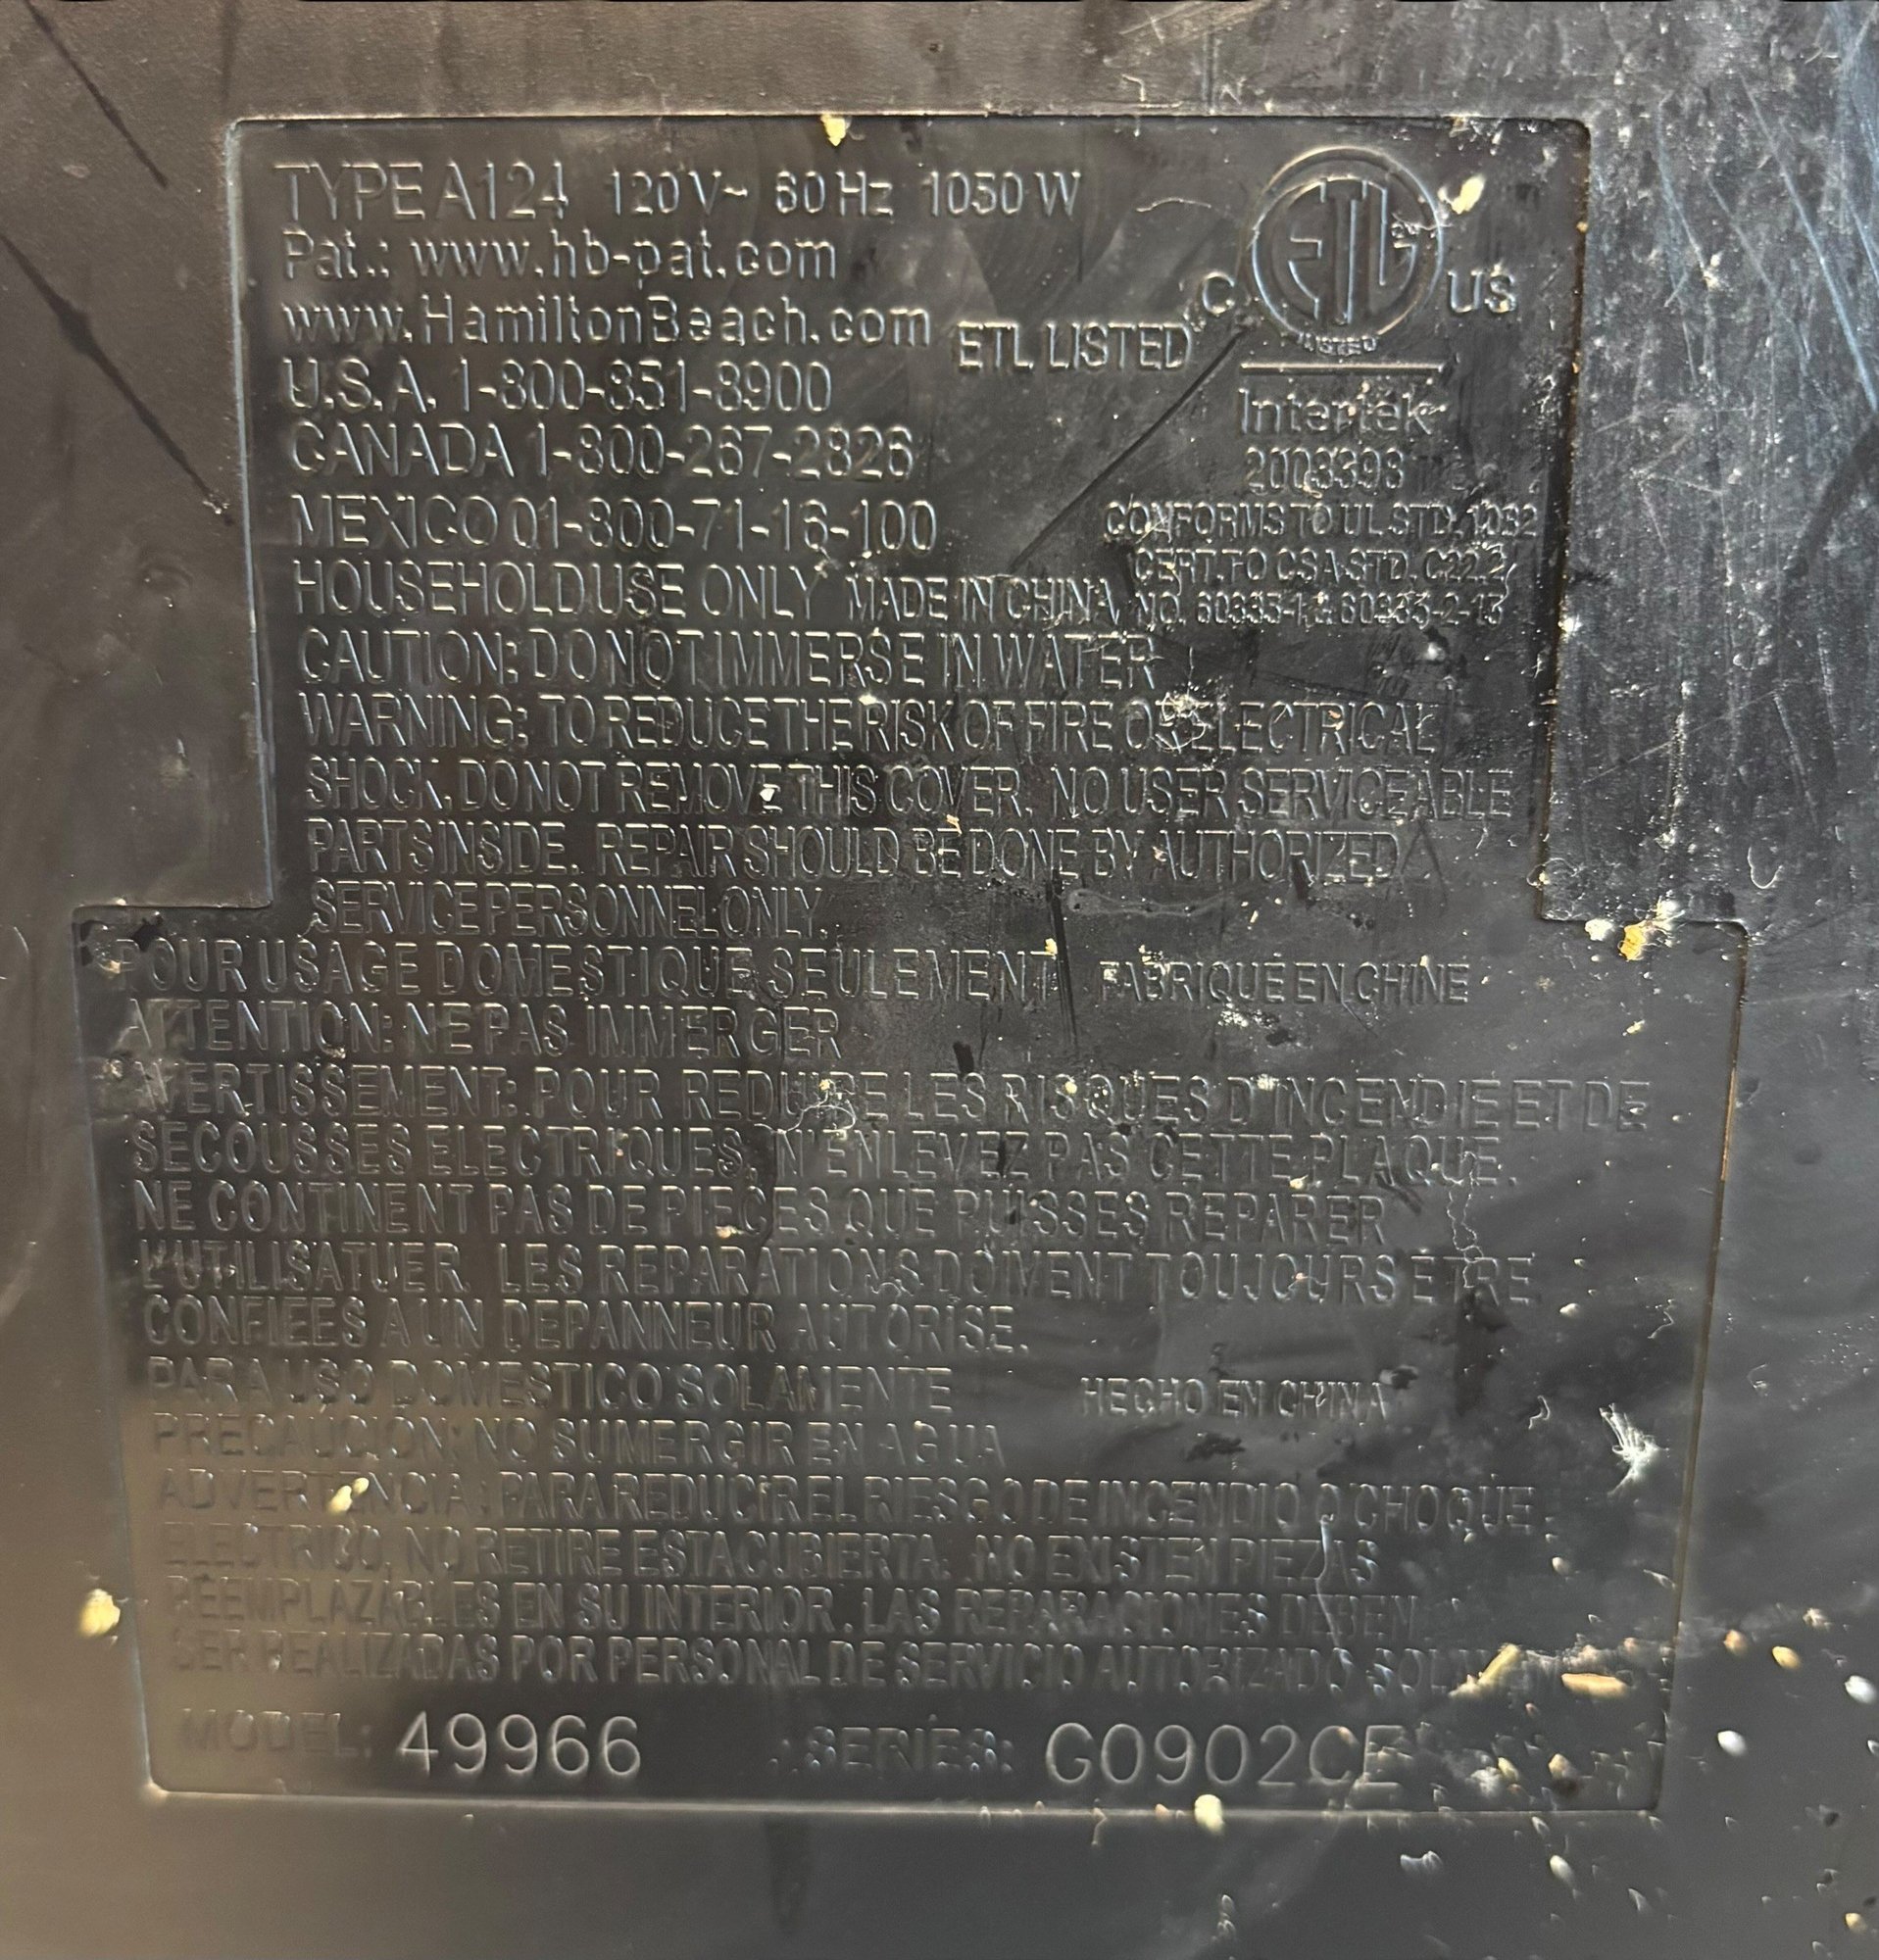 TYPE A124 120V~ 60Hz 1050W
Pat.: www.hb-pat.com
www.HamiltonBeach.com
U.S.A. 1-800-851-8900
CANADA 1-800-267-2826
MEXICO 01-800-71-16-100
ETL LISTED
C ETL US
LISTED
Intertek
2003393
CONFORMS TO UL STD. 1082
CERT. TO CSA STD. C22.2
NO. 60335-1 & 60335-2-15
HOUSEHOLD USE ONLY MADE IN CHINA
CAUTION: DO NOT IMMERSE IN WATER
WARNING: TO REDUCE THE RISK OF FIRE OR ELECTRICAL
SHOCK, DO NOT REMOVE THIS COVER. NO USER SERVICEABLE
PARTS INSIDE. REPAIR SHOULD BE DONE BY AUTHORIZED
SERVICE PERSONNEL ONLY.
POUR USAGE DOMESTIQUE SEULEMENT FABRIQUÉ EN CHINE
ATTENTION: NE PAS IMMERGER
AVERTISSEMENT: POUR REDUIRE LES RISQUES D'INCENDIE ET DE
SECOUSSES ELECTRIQUES, N'ENLEVEZ PAS CETTE PLAQUE.
NE CONTINENT PAS DE PIECES QUE PUISSES REPARER
L'UTILISATUER. LES REPARATIONS DOIVENT TOUJOURS ETRE
CONFIEES A UN DEPANNEUR AUTORISE.
PARA USO DOMESTICO SOLAMENTE HECHO EN CHINA
PRECAUCIÓN: NO SUMERGIR EN AGUA
ADVERTENCIA: PARA REDUCIR EL RIESGO DE INCENDIO O CHOQUE
ELECTRICO, NO RETIRE ESTA CUBIERTA. NO EXISTEN PIEZAS
REEMPLAZABLES EN SU INTERIOR. LAS REPARACIONES DEBEN
SER REALIZADAS POR PERSONAL DE SERVICIO AUTORIZADO
MODEL: 49966 SERIES: G0902CE